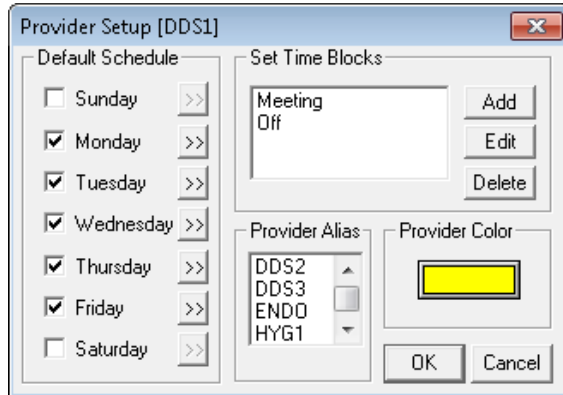 Provider Setup [DDS1]
Default Schedule
Sunday >>
Monday >>
Tuesday >>
Wednesday >>
Thursday >>
Friday >>
Saturday >>
Set Time Blocks
Meeting
Off
Add
Edit
Delete
Provider Alias
DDS2
DDS3
ENDO
HYG1
Provider Color
OK
Cancel